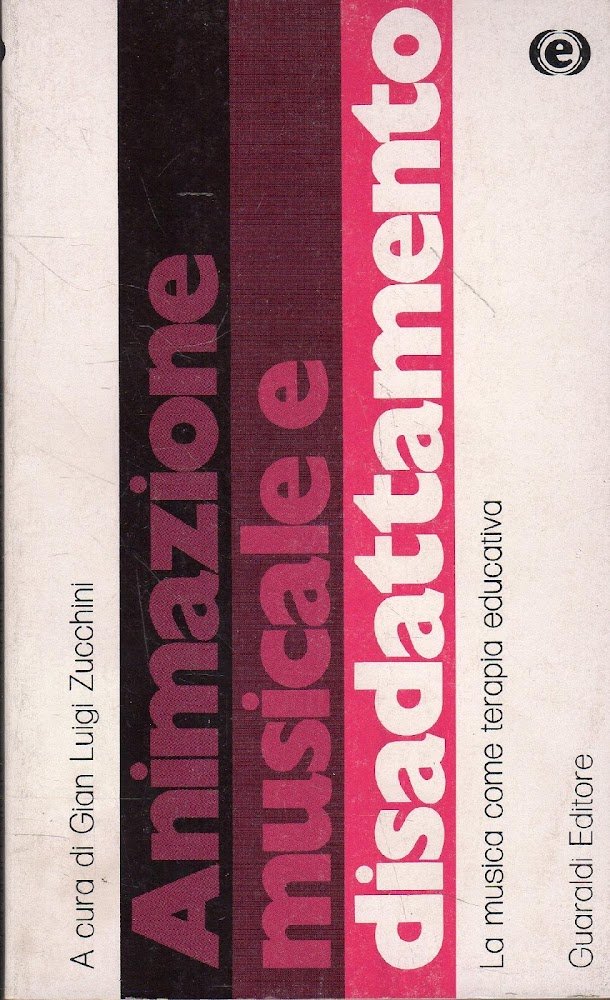 A cura di Gian Luigi Zucchini
Animazione
musicale e
disadattamento
La musica come terapia educativa
Guaraldi Editore
e